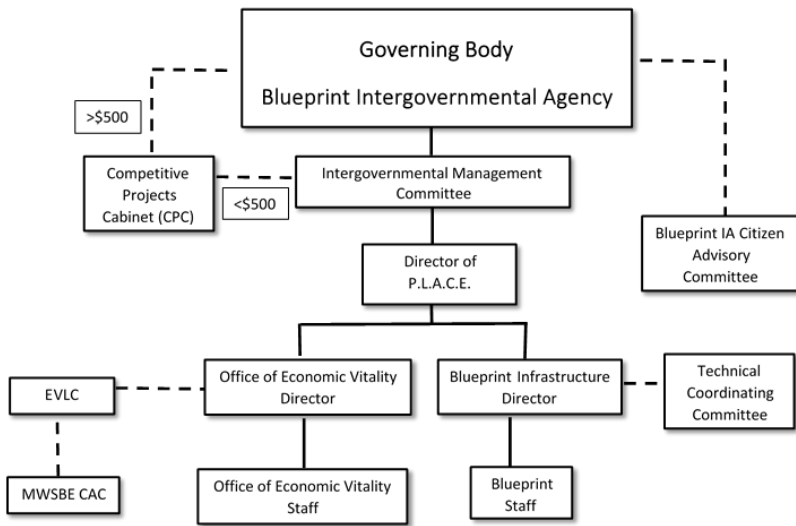 Governing Body
Blueprint Intergovernmental Agency
>$500
Competitive
Projects
Cabinet (CPC)
<$500
Intergovernmental Management
Committee
Blueprint IA Citizen
Advisory
Committee
Director of
P.L.A.C.E.
EVLC
Office of Economic Vitality
Director
Blueprint Infrastructure
Director
Technical
Coordinating
Committee
MWSBE CAC
Office of Economic Vitality
Staff
Blueprint
Staff